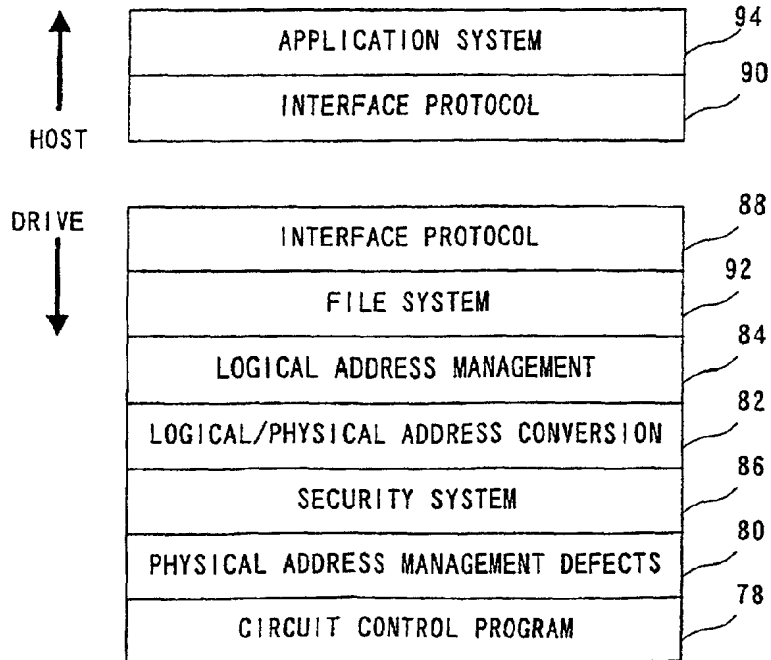 APPLICATION SYSTEM 94
INTERFACE PROTOCOL 90
HOST
DRIVE
INTERFACE PROTOCOL 88
FILE SYSTEM 92
LOGICAL ADDRESS MANAGEMENT 84
LOGICAL/PHYSICAL ADDRESS CONVERSION 82
SECURITY SYSTEM 86
PHYSICAL ADDRESS MANAGEMENT DEFECTS 80
CIRCUIT CONTROL PROGRAM 78